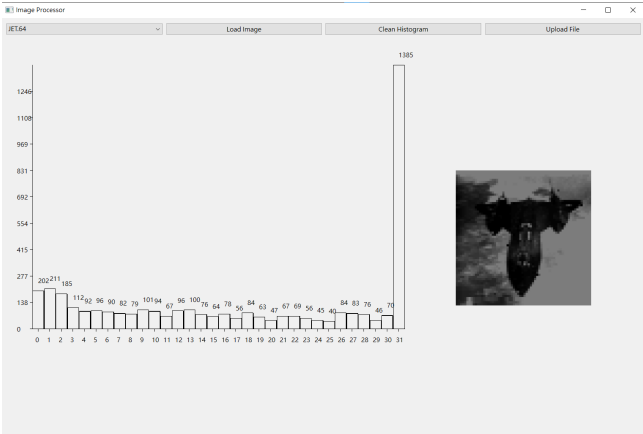 Image Processor
JET.64 Load Image Clean Histogram Upload File
1385
1246
1108
969
831
692
554
415
277
138
0
202 211 185 112 92 96 90 82 79 101 94 67 96 100 76 64 78 56 84 63 47 67 69 56 45 40 84 83 76 46 70
0 1 2 3 4 5 6 7 8 9 10 11 12 13 14 15 16 17 18 19 20 21 22 23 24 25 26 27 28 29 30 31